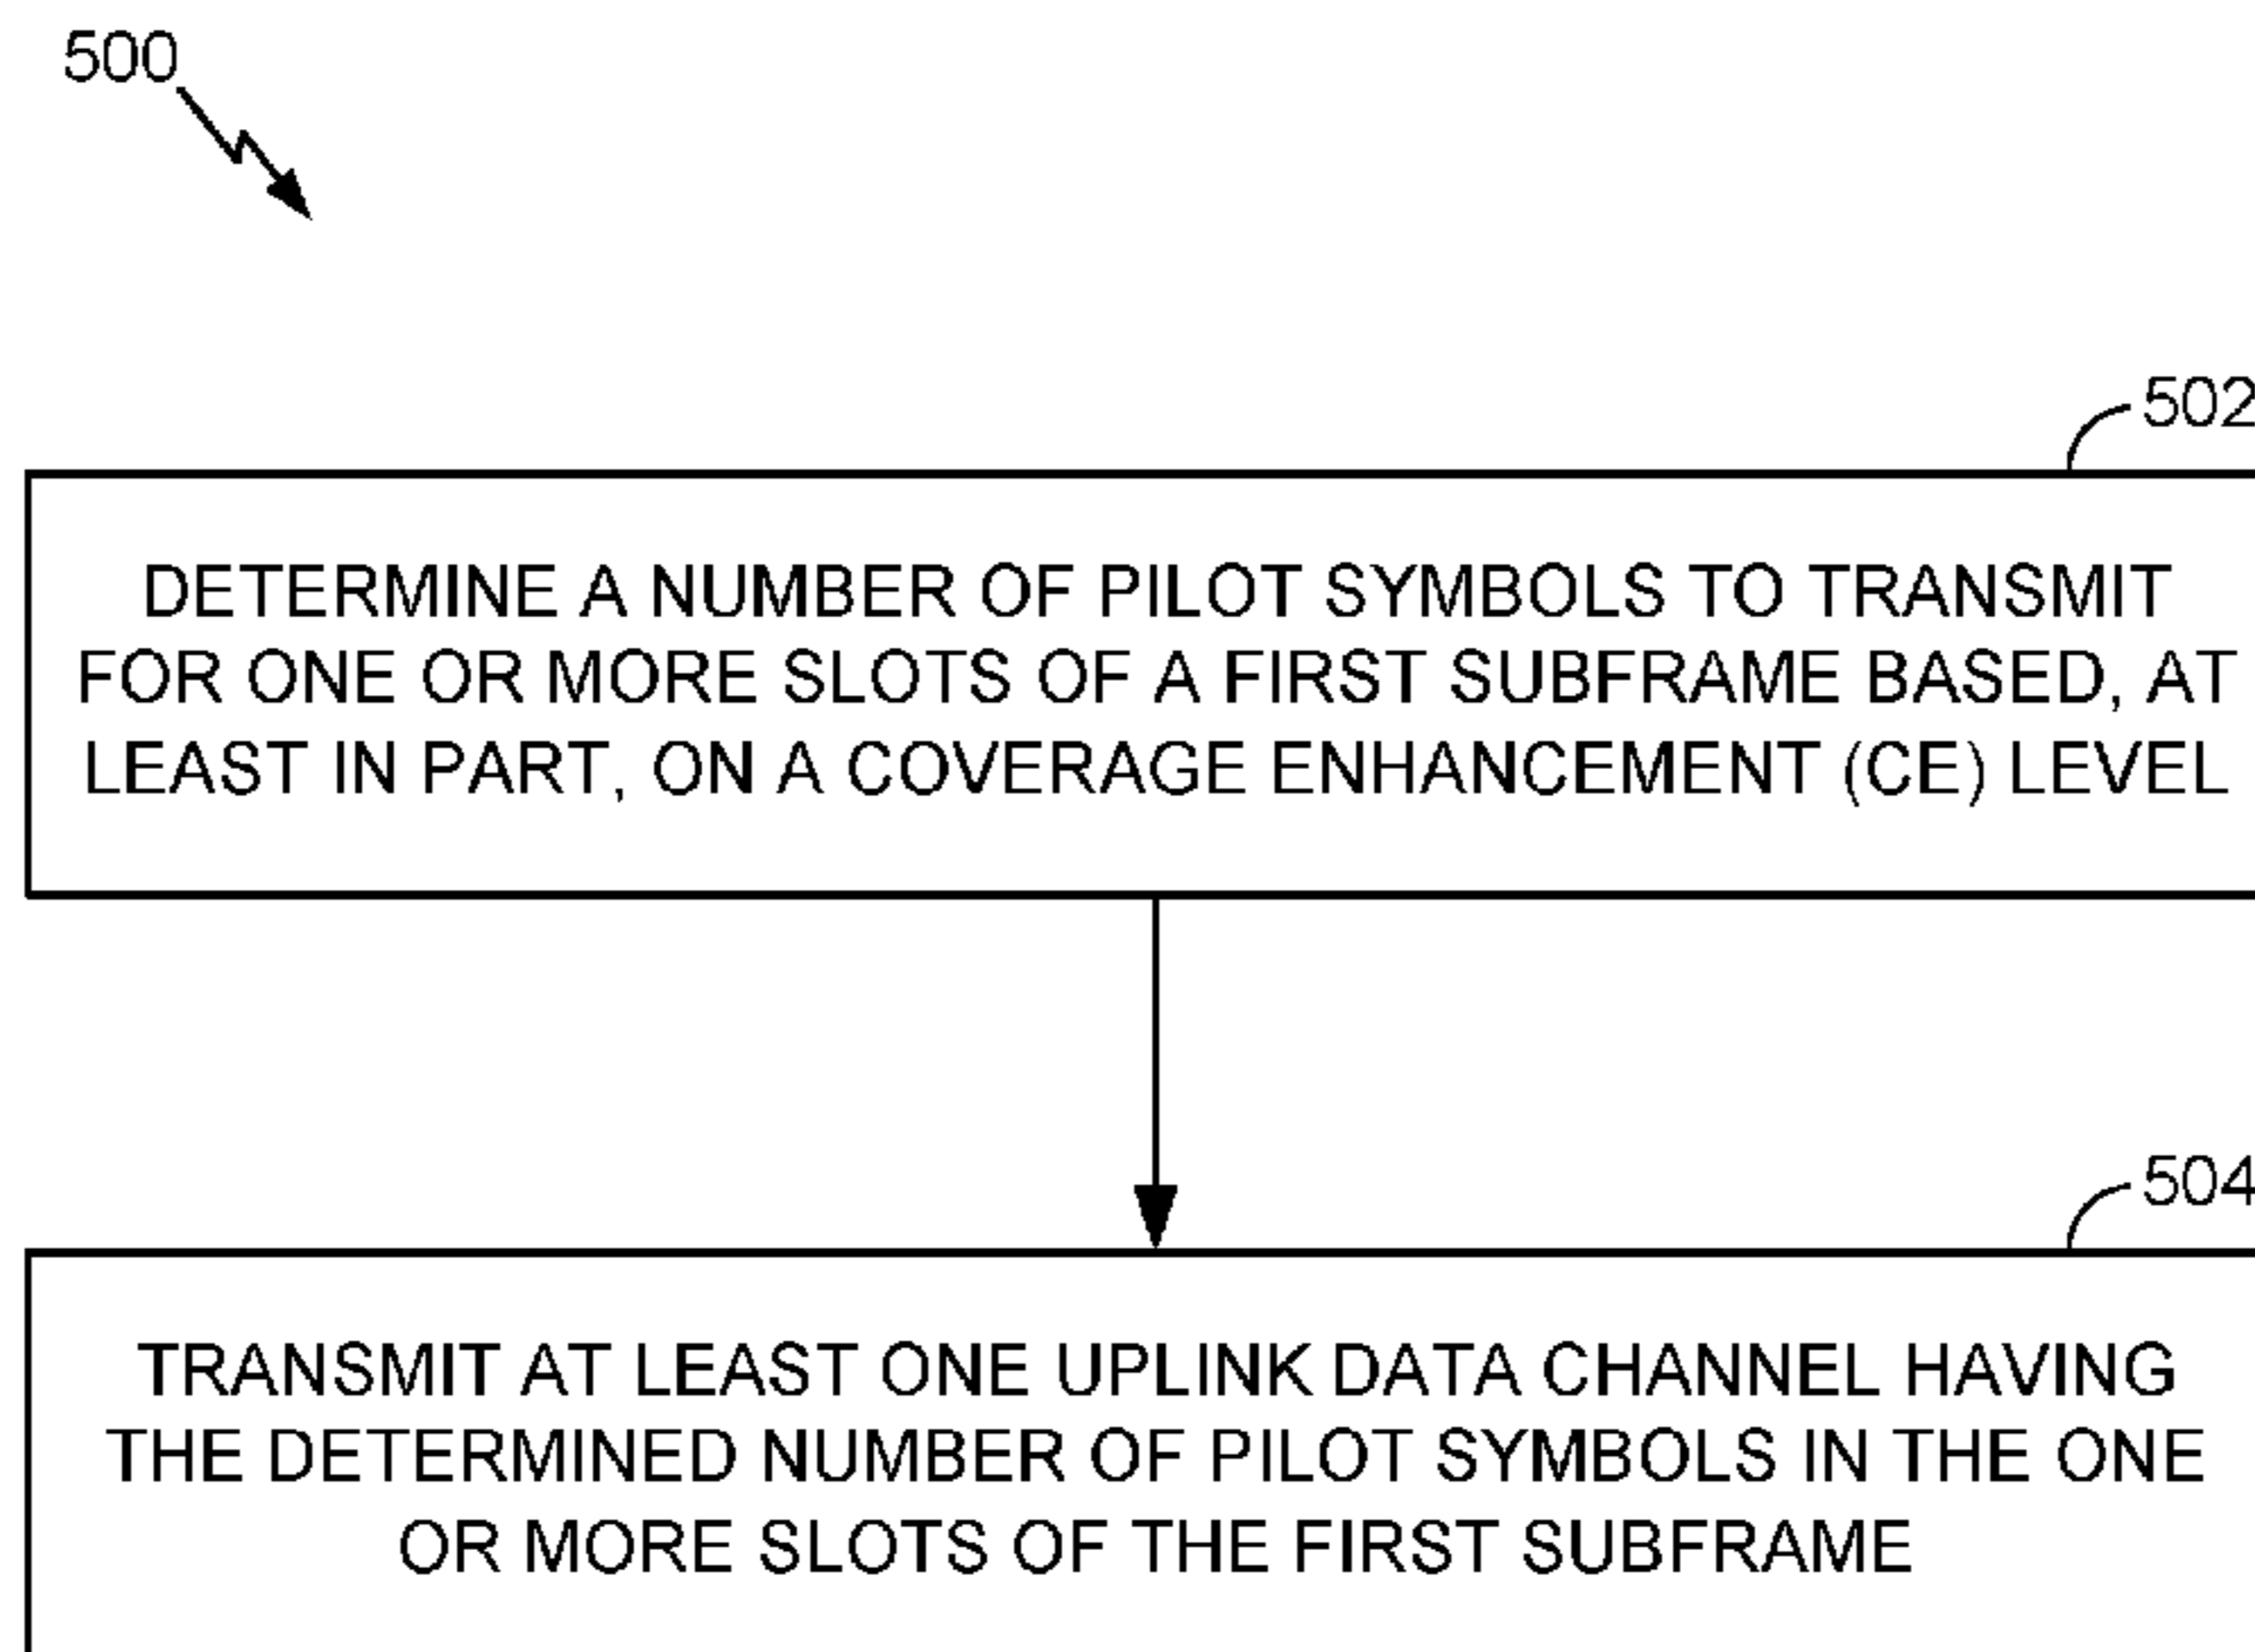 500
502
DETERMINE A NUMBER OF PILOT SYMBOLS TO TRANSMIT
FOR ONE OR MORE SLOTS OF A FIRST SUBFRAME BASED, AT
LEAST IN PART, ON A COVERAGE ENHANCEMENT (CE) LEVEL
504
TRANSMIT AT LEAST ONE UPLINK DATA CHANNEL HAVING
THE DETERMINED NUMBER OF PILOT SYMBOLS IN THE ONE
OR MORE SLOTS OF THE FIRST SUBFRAME